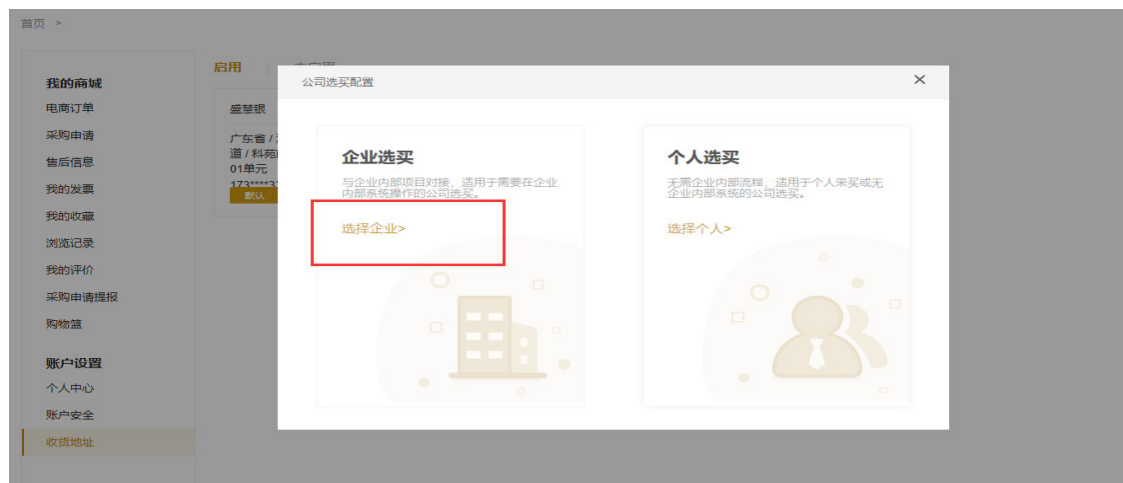 首页 >
我的商城
电商订单
采购申请
售后信息
我的发票
我的收藏
浏览记录
我的评价
采购申请提报
购物篮
账户设置
个人中心
账户安全
收货地址
启用
盛慧银
广东省 /
道 / 科苑
01单元
173****3
默认
公司选买配置
×
企业选买
与企业内部项目对接，适用于需要在企业
内部系统操作的公司选买。
选择企业>
个人选买
无需企业内部流程，适用于个人采买或无
企业内部系统的公司选买。
选择个人>